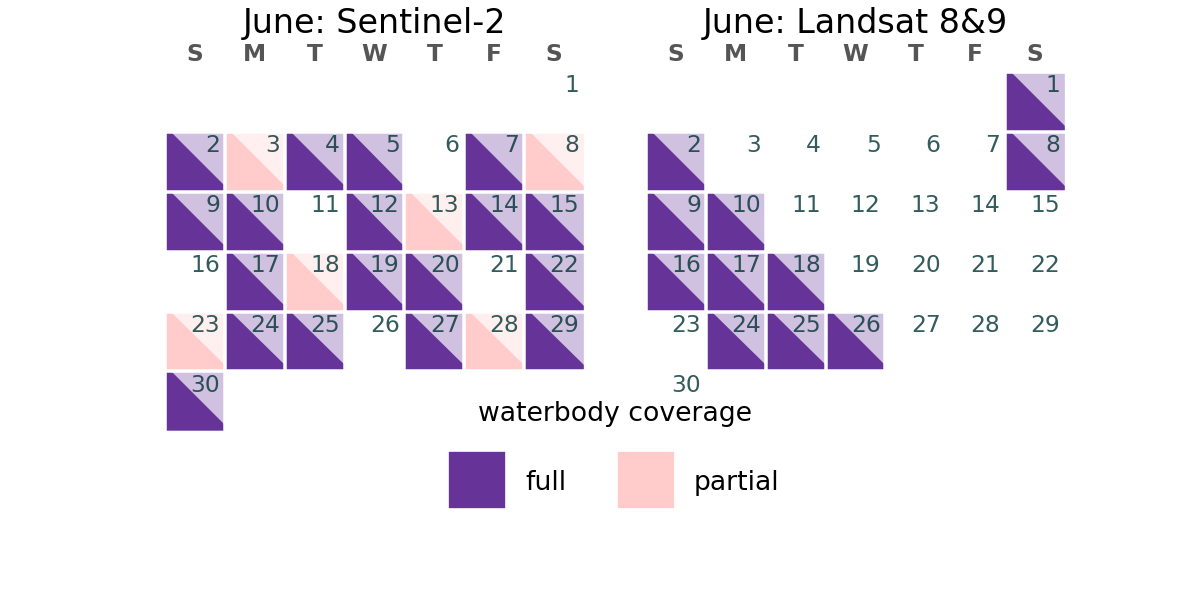 June: Sentinel-2
S M T W T F S
1
2 3 4 5 6 7 8
9 10 11 12 13 14 15
16 17 18 19 20 21 22
23 24 25 26 27 28 29
30
June: Landsat 8&9
S M T W T F S
1
2 3 4 5 6 7 8
9 10 11 12 13 14 15
16 17 18 19 20 21 22
23 24 25 26 27 28 29
30
waterbody coverage
full partial